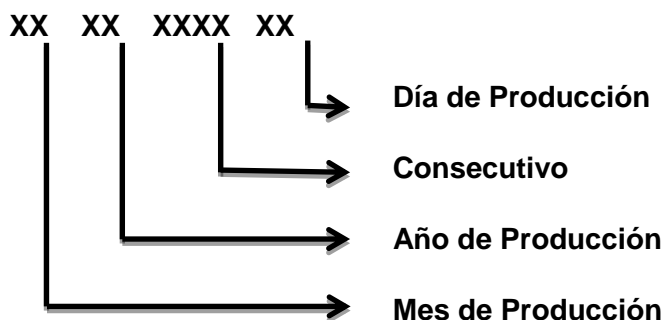 XX XX XXXX XX
Día de Producción
Consecutivo
Año de Producción
Mes de Producción